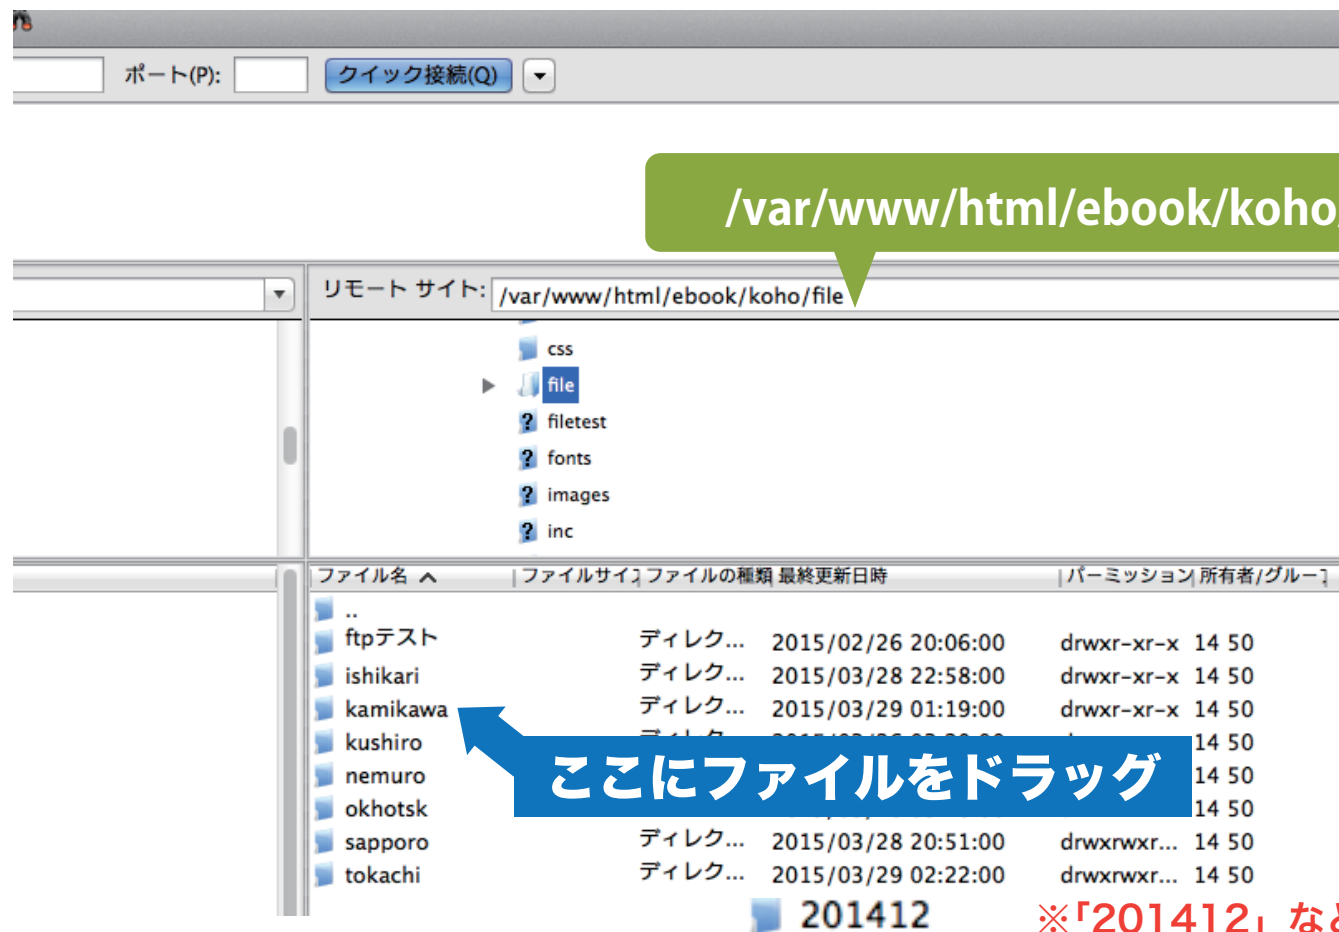 ポート(P): クイック接続(Q)
/var/www/html/ebook/koho/
リモート サイト: /var/www/html/ebook/koho/file
css
file
filetest
fonts
images
inc
ファイル名 ファイルサイズ ファイルの種類 最終更新日時 パーミッション 所有者/グループ
..
ftpテスト ディレク... 2015/02/26 20:06:00 drwxr-xr-x 14 50
ishikari ディレク... 2015/03/28 22:58:00 drwxr-xr-x 14 50
kamikawa ディレク... 2015/03/29 01:19:00 drwxr-xr-x 14 50
kushiro 14 50
ここにファイルをドラッグ
nemuro 14 50
okhotsk 14 50
sapporo ディレク... 2015/03/28 20:51:00 drwxrwxr... 14 50
tokachi ディレク... 2015/03/29 02:22:00 drwxrwxr... 14 50
201412 ※「201412」など